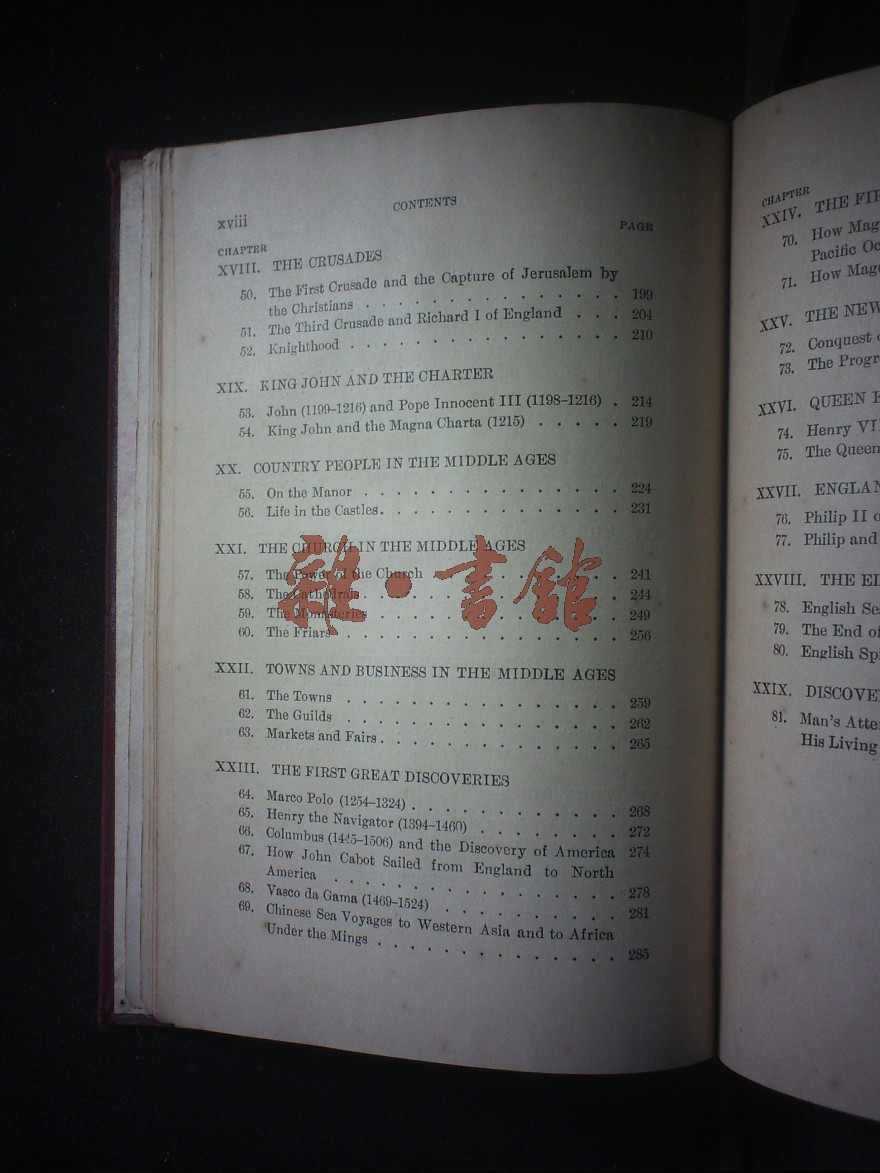 xviii
CONTENTS
CHAPTER
PAGE
XVIII. THE CRUSADES
50. The First Crusade and the Capture of Jerusalem by
the Christians . . . . . . . . . . . . . . 199
51. The Third Crusade and Richard I of England . . . 204
52. Knighthood . . . . . . . . . . . . . . . 210
XIX. KING JOHN AND THE CHARTER
53. John (1199–1216) and Pope Innocent III (1198–1216) . 214
54. King John and the Magna Charta (1215) . . . . . 219
XX. COUNTRY PEOPLE IN THE MIDDLE AGES
55. On the Manor . . . . . . . . . . . . . . 224
56. Life in the Castles . . . . . . . . . . . . . 231
XXI. THE CHURCH IN THE MIDDLE AGES
57. The Power of the Church . . . . . . . . . . 241
58. The Cathedrals . . . . . . . . . . . . . . 244
59. The Monasteries . . . . . . . . . . . . . 249
60. The Friars . . . . . . . . . . . . . . . 256
雜·書館
XXII. TOWNS AND BUSINESS IN THE MIDDLE AGES
61. The Towns . . . . . . . . . . . . . . . 259
62. The Guilds . . . . . . . . . . . . . . . 262
63. Markets and Fairs . . . . . . . . . . . . . 265
XXIII. THE FIRST GREAT DISCOVERIES
64. Marco Polo (1254–1324) . . . . . . . . . . . 268
65. Henry the Navigator (1394–1460) . . . . . . . . 272
66. Columbus (1445–1506) and the Discovery of America 274
67. How John Cabot Sailed from England to North
America . . . . . . . . . . . . . . . 278
68. Vasco da Gama (1469–1524) . . . . . . . . . . 281
69. Chinese Sea Voyages to Western Asia and to Africa
Under the Mings . . . . . . . . . . . . . 285
CHAPTER
XXIV. THE
70. How
Pacific
71. How
XXV. THE NEW
72. Conquest
73. The
XXVI. QUEEN
74. Henry
75. The Queen
XXVII.
76. Philip II
77. Philip and
XXVIII. THE
78. English
79. The End
80. English
XXIX.
81. Man's
His Living